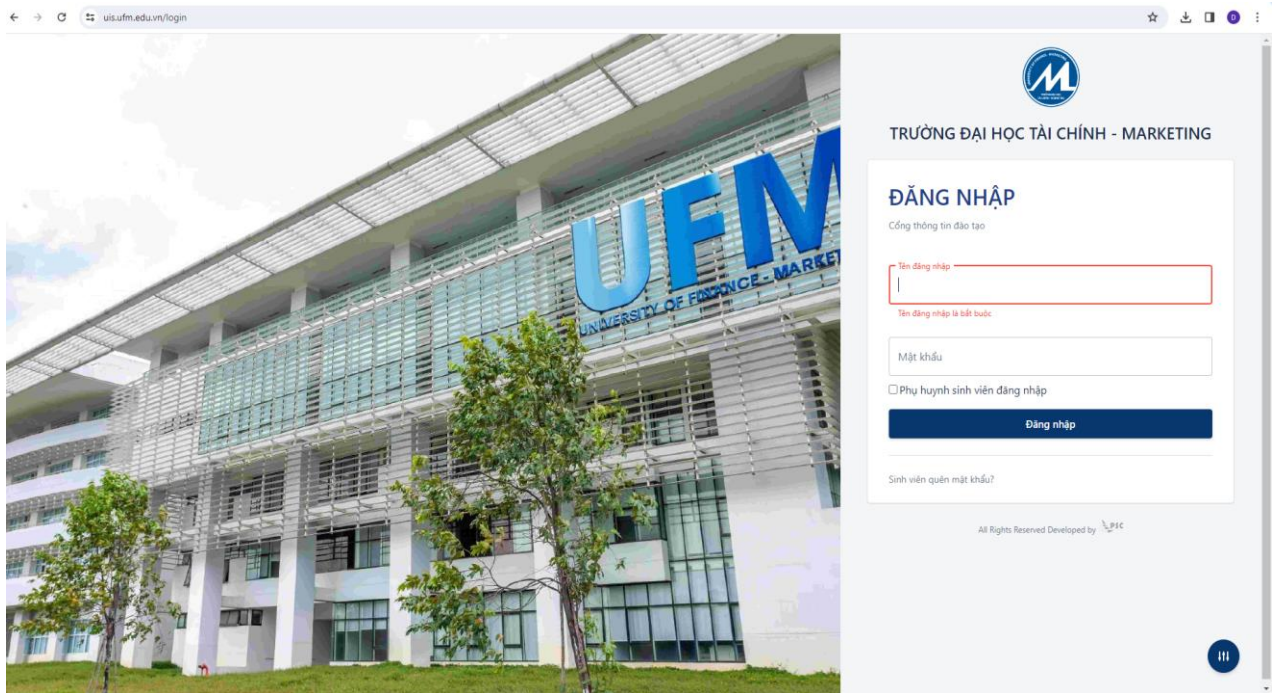 uis.ufm.edu.vn/login
D
UFM
UNIVERSITY OF FINANCE - MARKET
TRƯỜNG ĐẠI HỌC TÀI CHÍNH - MARKETING
ĐĂNG NHẬP
Cổng thông tin đào tạo
Tên đăng nhập
Tên đăng nhập là bắt buộc
Mật khẩu
Phụ huynh sinh viên đăng nhập
Đăng nhập
Sinh viên quên mật khẩu?
All Rights Reserved Developed by PSC